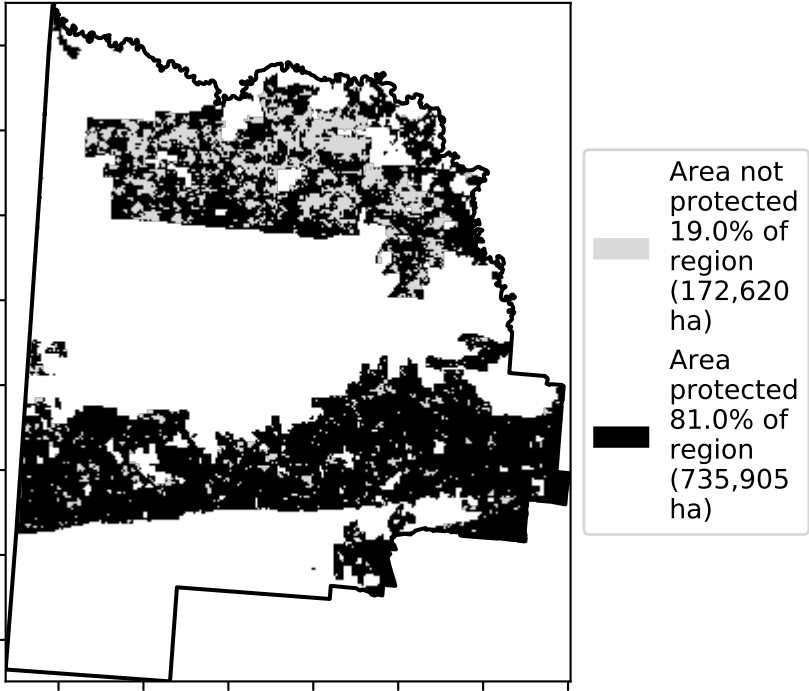 Area not
protected
19.0% of
region
(172,620
ha)
Area
protected
81.0% of
region
(735,905
ha)